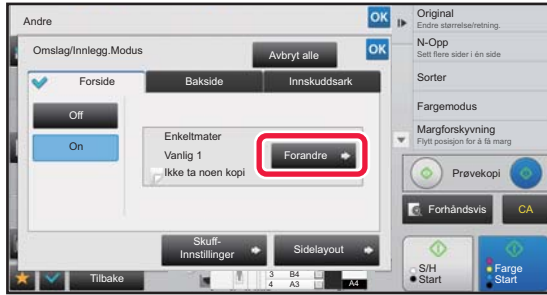 Andre
OK
Original
Endre størrelse/retning.
Omslag/Innlegg.Modus
Avbryt alle
OK
N-Opp
Sett flere sider i én side
Forside
Bakside
Innskuddsark
Sorter
Off
On
Fargemodus
Enkeltmater
Vanlig 1
Ikke ta noen kopi
Forandre
Margforskyvning
Flytt posisjon for å få marg
Prøvekopi
Forhåndsvis
CA
Skuff-
Innstillinger
Sidelayout
S/H
Start
Farge
Start
Tilbake
3 B4
4 A3
A4